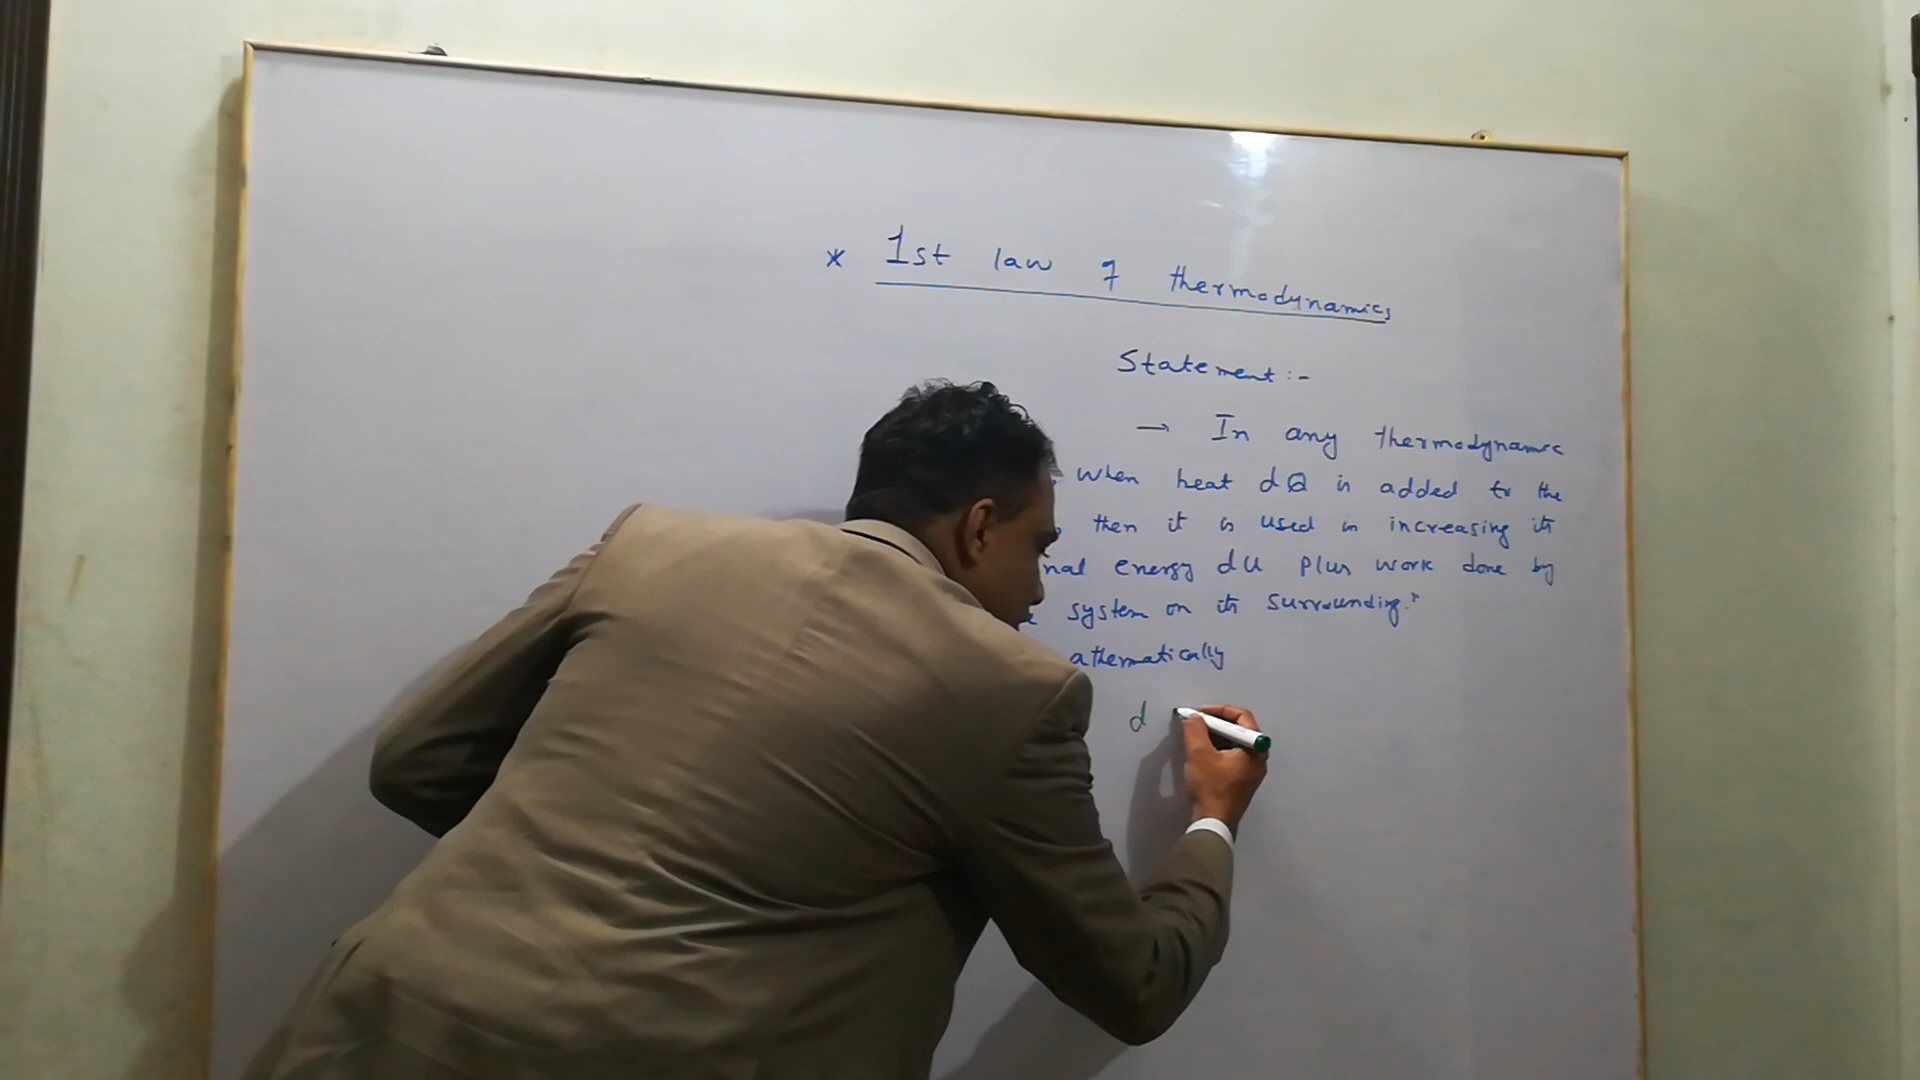 * 1st law of thermodynamics
Statement :-
→ In any thermodynamic
when heat dQ is added to the
then it is used in increasing its
nal energy dU plus work done by
system on its surrounding."
athematically
d